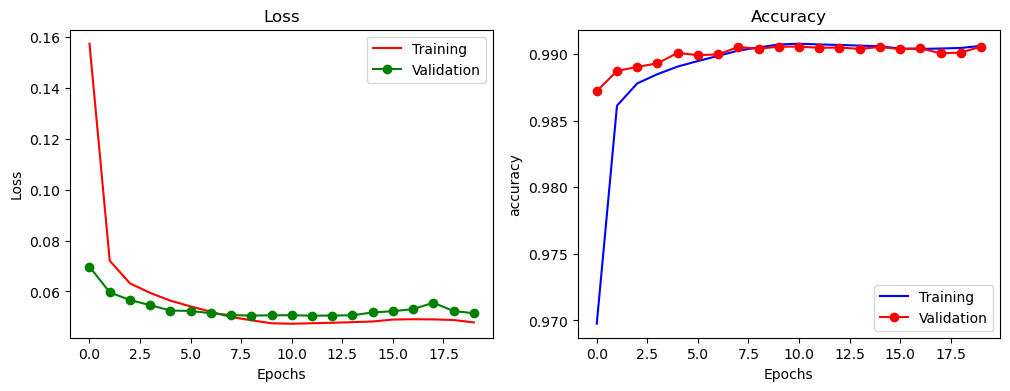 Loss
Training
Validation
0.16
0.14
0.12
0.10
0.08
0.06
Loss
0.0 2.5 5.0 7.5 10.0 12.5 15.0 17.5
Epochs
Accuracy
0.990
0.985
0.980
0.975
0.970
accuracy
Training
Validation
0.0 2.5 5.0 7.5 10.0 12.5 15.0 17.5
Epochs